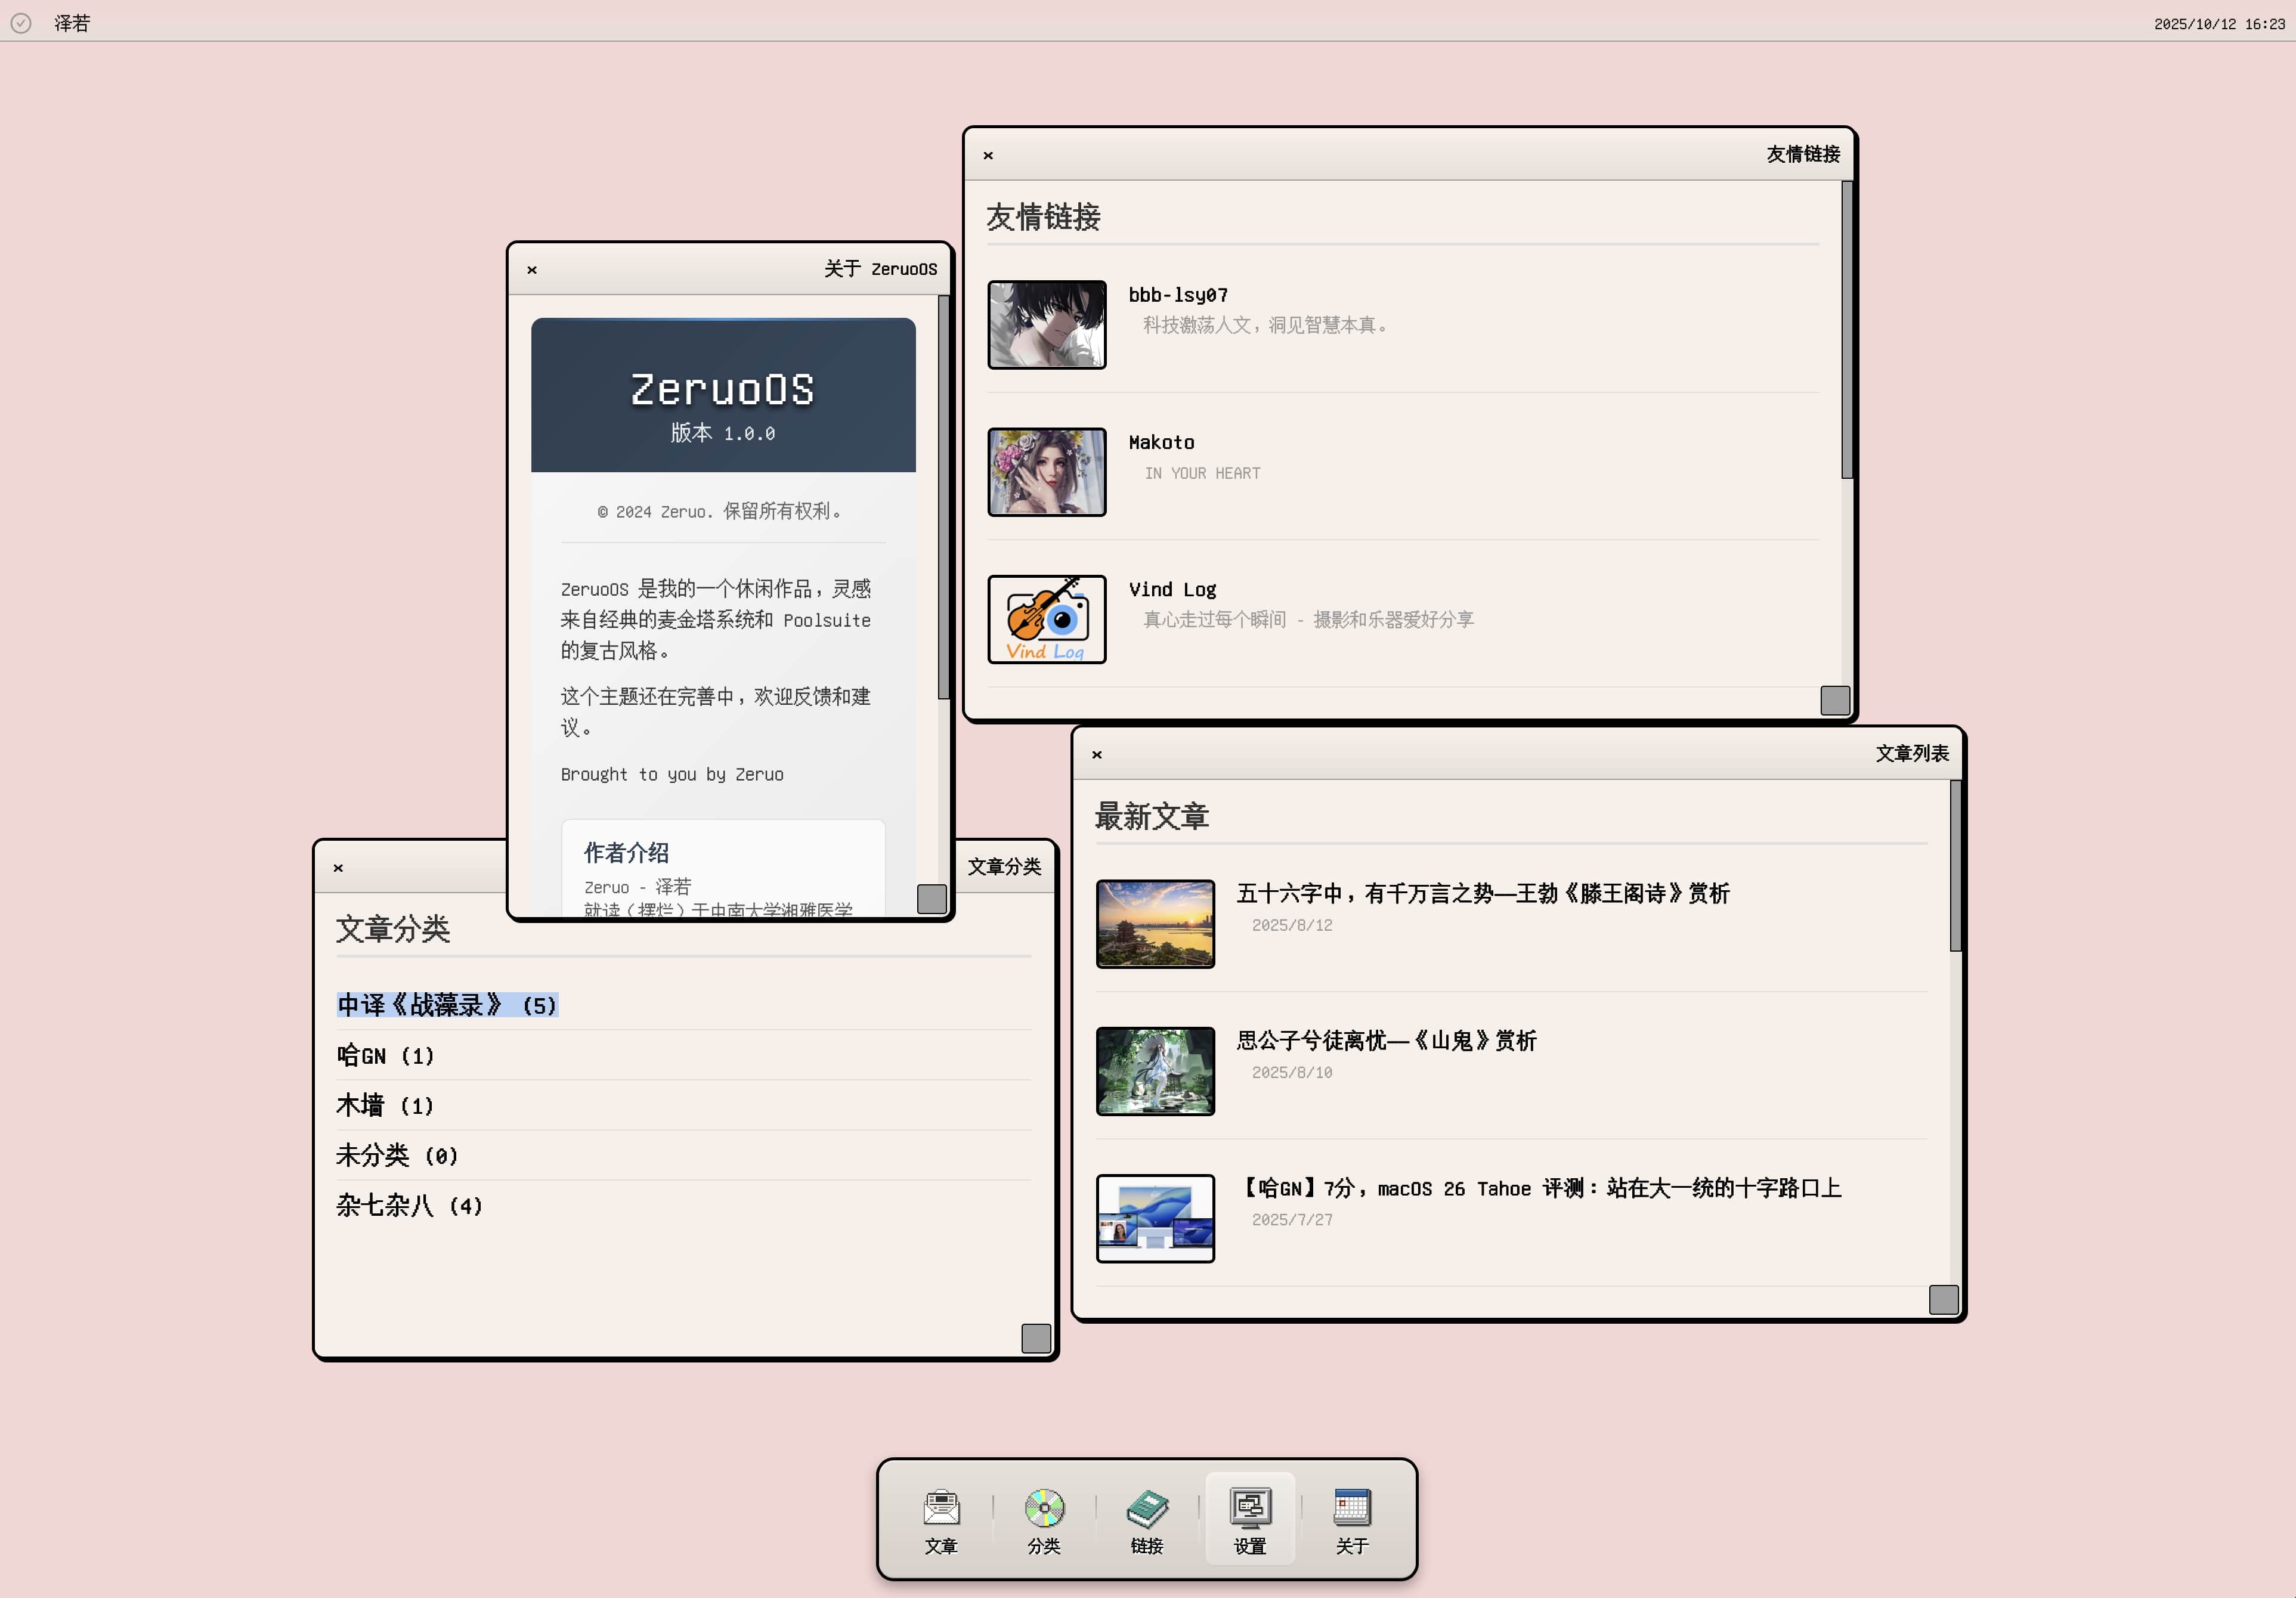 泽若
2025/10/12 16:23
友情链接
友情链接
bbb-lsy07
科技激荡人文，洞见智慧本真。
Makoto
IN YOUR HEART
Vind Log
Vind Log
真心走过每个瞬间 - 摄影和乐器爱好分享
关于 ZeruoOS
ZeruoOS
版本 1.0.0
© 2024 Zeruo. 保留所有权利。
ZeruoOS 是我的一个休闲作品，灵感
来自经典的麦金塔系统和 Poolsuite
的复古风格。
这个主题还在完善中，欢迎反馈和建
议。
Brought to you by Zeruo
作者介绍
Zeruo - 泽若
就读（摆烂）于中南大学湘雅医学
文章分类
文章分类
中译《战藻录》 (5)
哈GN (1)
木墙 (1)
未分类 (0)
杂七杂八 (4)
文章列表
最新文章
五十六字中，有千万言之势——王勃《滕王阁诗》赏析
2025/8/12
思公子兮徒离忧——《山鬼》赏析
2025/8/10
【哈GN】7分，macOS 26 Tahoe 评测：站在大一统的十字路口上
2025/7/27
文章
分类
链接
设置
关于